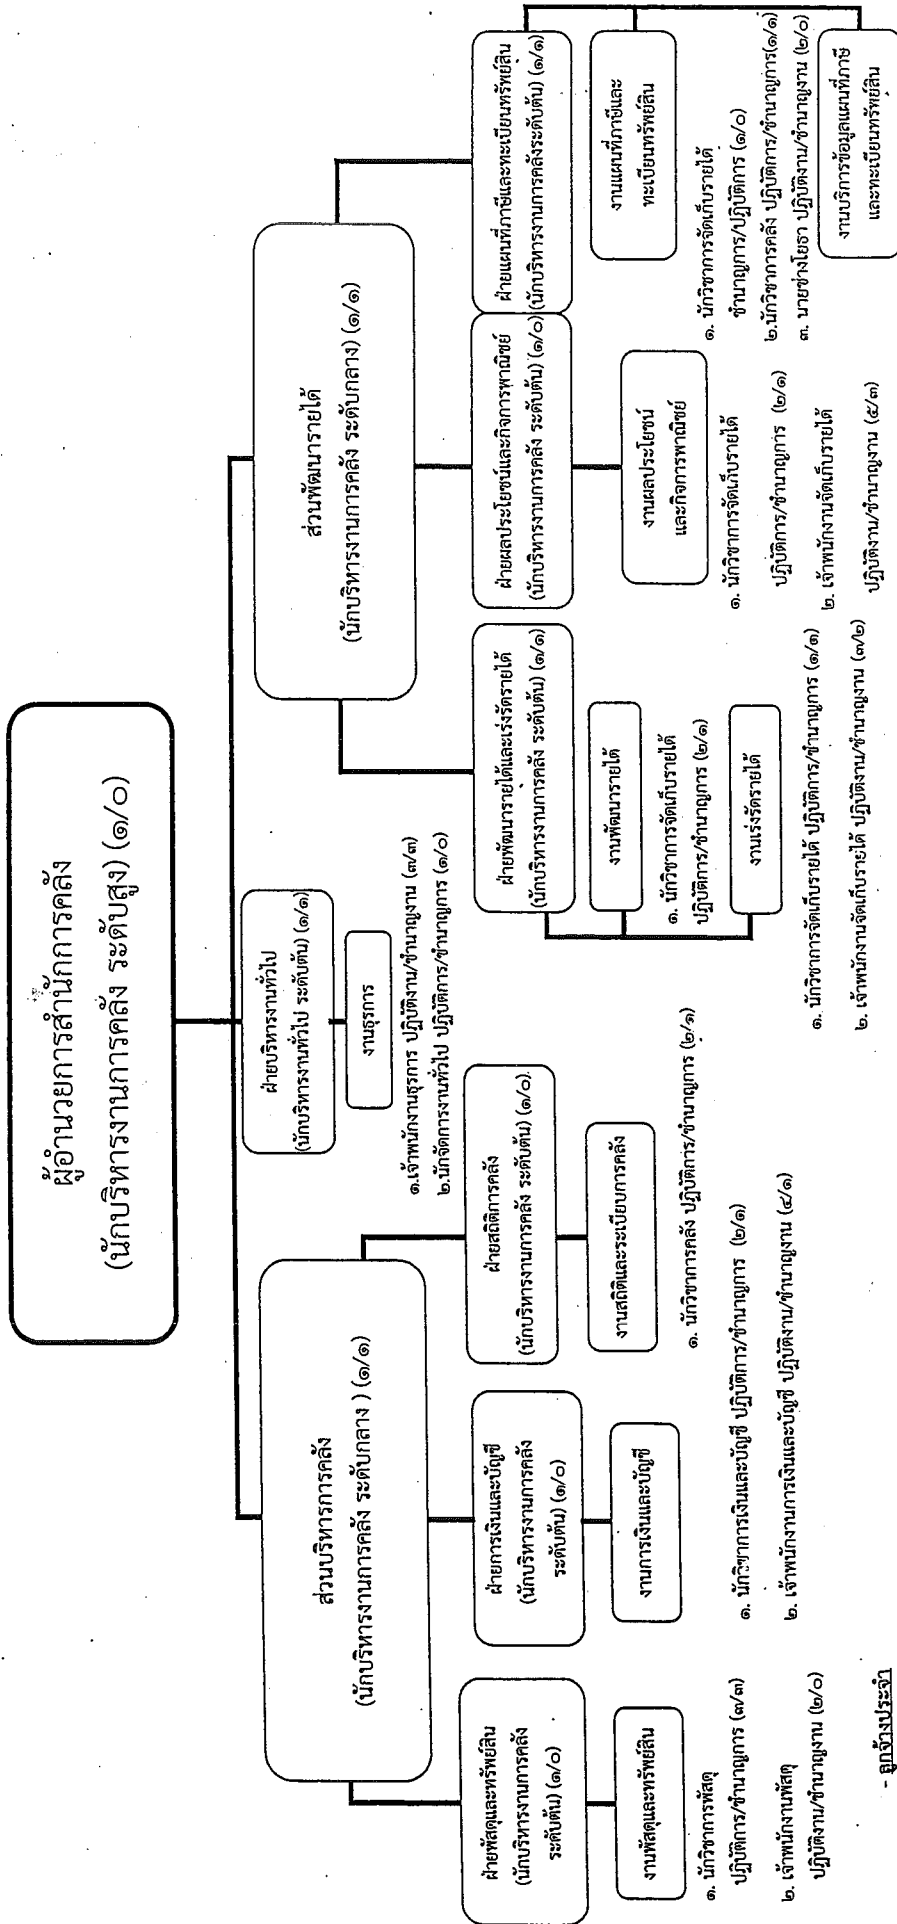 ผู้อำนวยการสำนักการคลัง
(นักบริหารงานการคลัง ระดับสูง) (๑/๐)
ส่วนบริหารการคลัง
(นักบริหารงานการคลัง ระดับกลาง ) (๑/๑)
ฝ่ายบริหารงานทั่วไป
(นักบริหารงานทั่วไป ระดับต้น) (๑/๑)
งานธุรการ
๑.เจ้าพนักงานธุรการ ปฏิบัติงาน/ชำนาญงาน (๓/๓)
๒.นักจัดการงานทั่วไป ปฏิบัติการ/ชำนาญการ (๑/๐)
ส่วนพัฒนารายได้
(นักบริหารงานการคลัง ระดับกลาง) (๑/๑)
ฝ่ายพัสดุและทรัพย์สิน
(นักบริหารงานการคลัง
ระดับต้น) (๑/๐)
งานพัสดุและทรัพย์สิน
๑. นักวิชาการพัสดุ
ปฏิบัติการ/ชำนาญการ (๓/๓)
๒. เจ้าพนักงานพัสดุ
ปฏิบัติงาน/ชำนาญงาน (๒/๐)
ฝ่ายการเงินและบัญชี
(นักบริหารงานการคลัง
ระดับต้น) (๑/๐)
งานการเงินและบัญชี
๑. นักวิชาการเงินและบัญชี ปฏิบัติการ/ชำนาญการ (๒/๑)
๒. เจ้าพนักงานการเงินและบัญชี ปฏิบัติงาน/ชำนาญงาน (๔/๑)
ฝ่ายสถิติการคลัง
(นักบริหารงานการคลัง ระดับต้น) (๑/๐)
งานสถิติและระเบียบการคลัง
๑. นักวิชาการคลัง ปฏิบัติการ/ชำนาญการ (๒/๑)
ฝ่ายพัฒนารายได้และเร่งรัดรายได้
(นักบริหารงานการคลัง ระดับต้น) (๑/๑)
งานพัฒนารายได้
๑. นักวิชาการจัดเก็บรายได้
ปฏิบัติการ/ชำนาญการ (๒/๑)
งานเร่งรัดรายได้
๑. นักวิชาการจัดเก็บรายได้ ปฏิบัติการ/ชำนาญการ (๑/๑)
๒. เจ้าพนักงานจัดเก็บรายได้ ปฏิบัติงาน/ชำนาญงาน (๓/๒)
ฝ่ายผลประโยชน์และกิจการพาณิชย์
(นักบริหารงานการคลัง ระดับต้น) (๑/๐)
งานผลประโยชน์
และกิจการพาณิชย์
๑. นักวิชาการจัดเก็บรายได้
ปฏิบัติการ/ชำนาญการ (๒/๑)
๒. เจ้าพนักงานจัดเก็บรายได้
ปฏิบัติงาน/ชำนาญงาน (๕/๓)
ฝ่ายแผนที่ภาษีและทะเบียนทรัพย์สิน
(นักบริหารงานการคลังระดับต้น) (๑/๑)
งานแผนที่ภาษีและ
ทะเบียนทรัพย์สิน
๑. นักวิชาการจัดเก็บรายได้
ชำนาญการ/ปฏิบัติการ (๑/๐)
๒.นักวิชาการคลัง ปฏิบัติการ/ชำนาญการ(๑/๑)
๓. นายช่างโยธา ปฏิบัติงาน/ชำนาญงาน (๒/๐)
งานบริการข้อมูลแผนที่ภาษี
และทะเบียนทรัพย์สิน
- ลูกจ้างประจำ